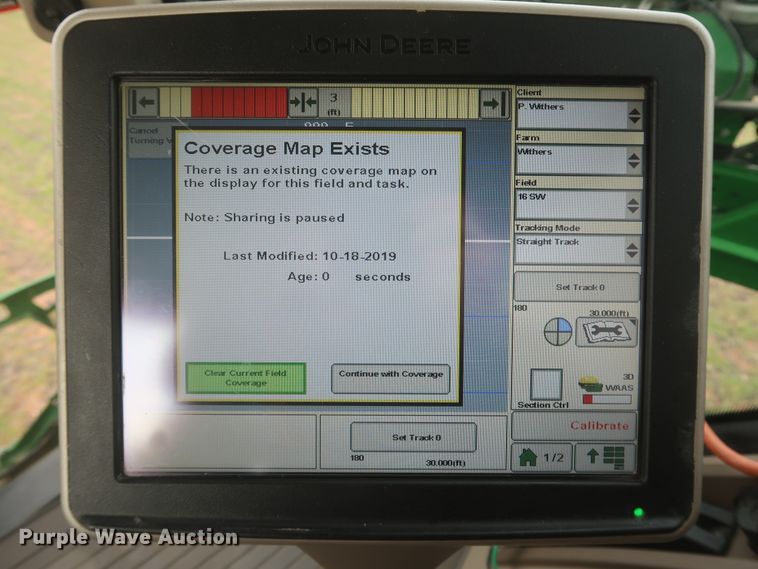 JOHN DEERE
3
(ft)
Client
P. Withers
Cancel
Turning
Coverage Map Exists
There is an existing coverage map on
the display for this field and task.
Note: Sharing is paused
Last Modified: 10-18-2019
Age: 0 seconds
Clear Current Field
Coverage
Continue with Coverage
Farm
Withers
Field
16 SW
Tracking Mode
Straight Track
Set Track 0
180
30.000(ft)
3D
WAAS
Section Ctrl
Calibrate
Set Track 0
180
30.000(ft)
1/2
Purple Wave Auction